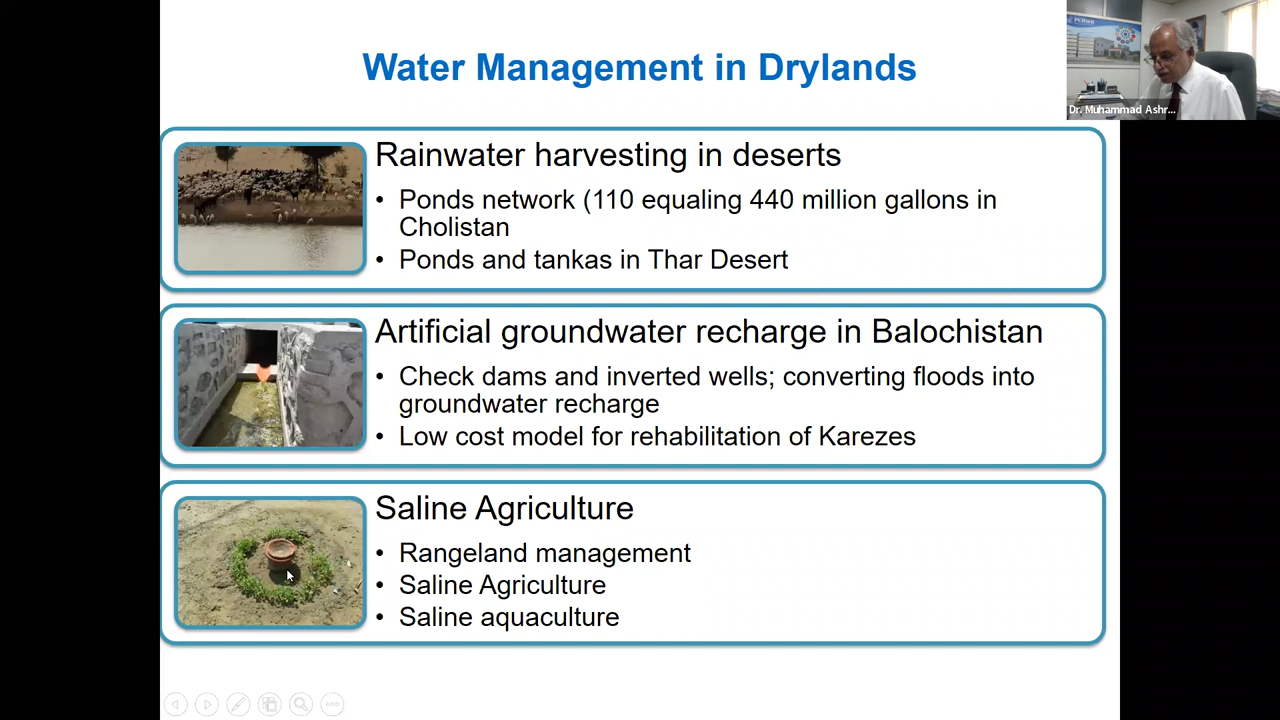 Water Management in Drylands
Dr. Muhammad Ashr...
Rainwater harvesting in deserts
• Ponds network (110 equaling 440 million gallons in
Cholistan
• Ponds and tankas in Thar Desert
Artificial groundwater recharge in Balochistan
• Check dams and inverted wells; converting floods into
groundwater recharge
• Low cost model for rehabilitation of Karezes
Saline Agriculture
• Rangeland management
• Saline Agriculture
• Saline aquaculture